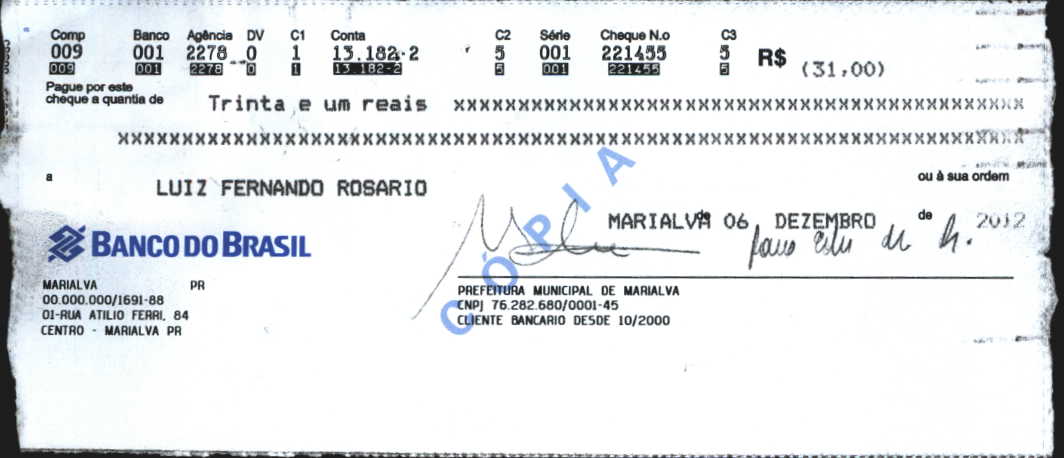 Comp Banco Agência DV C1 Conta C2 Série Cheque N.o C3
009 001 2278 0 1 13.182-2 5 001 221455 5 R$ (31,00)
009 001 2278 0 1 13.182-2 5 001 221455 5
Pague por este
cheque a quantia de Trinta e um reais xxxxxxxxxxxxxxxxxxxxxxxxxxxxxxxxxxxxxxxxxxxxxxxxxxxxx
xxxxxxxxxxxxxxxxxxxxxxxxxxxxxxxxxxxxxxxxxxxxxxxxxxxxxxxxxxxxxxxxxxxxxxxxxxxxxxxxxxx
a LUIZ FERNANDO ROSARIO ou à sua ordem
MARIALVA de 06 DEZEMBRO de 2012
BANCO DO BRASIL
CÓPIA
MARIALVA PR
00.000.000/1691-88
01-RUA ATILIO FERRI, 84
CENTRO - MARIALVA PR
PREFEITURA MUNICIPAL DE MARIALVA
CNPJ 76.282.680/0001-45
CLIENTE BANCARIO DESDE 10/2000